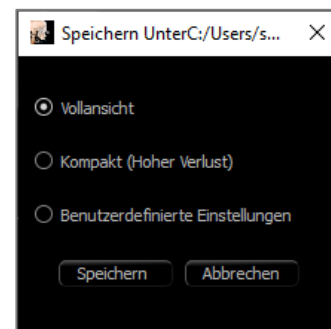 Speichern UnterC:/Users/s...
Vollansicht
Kompakt (Hoher Verlust)
Benutzerdefinierte Einstellungen
Speichern Abbrechen